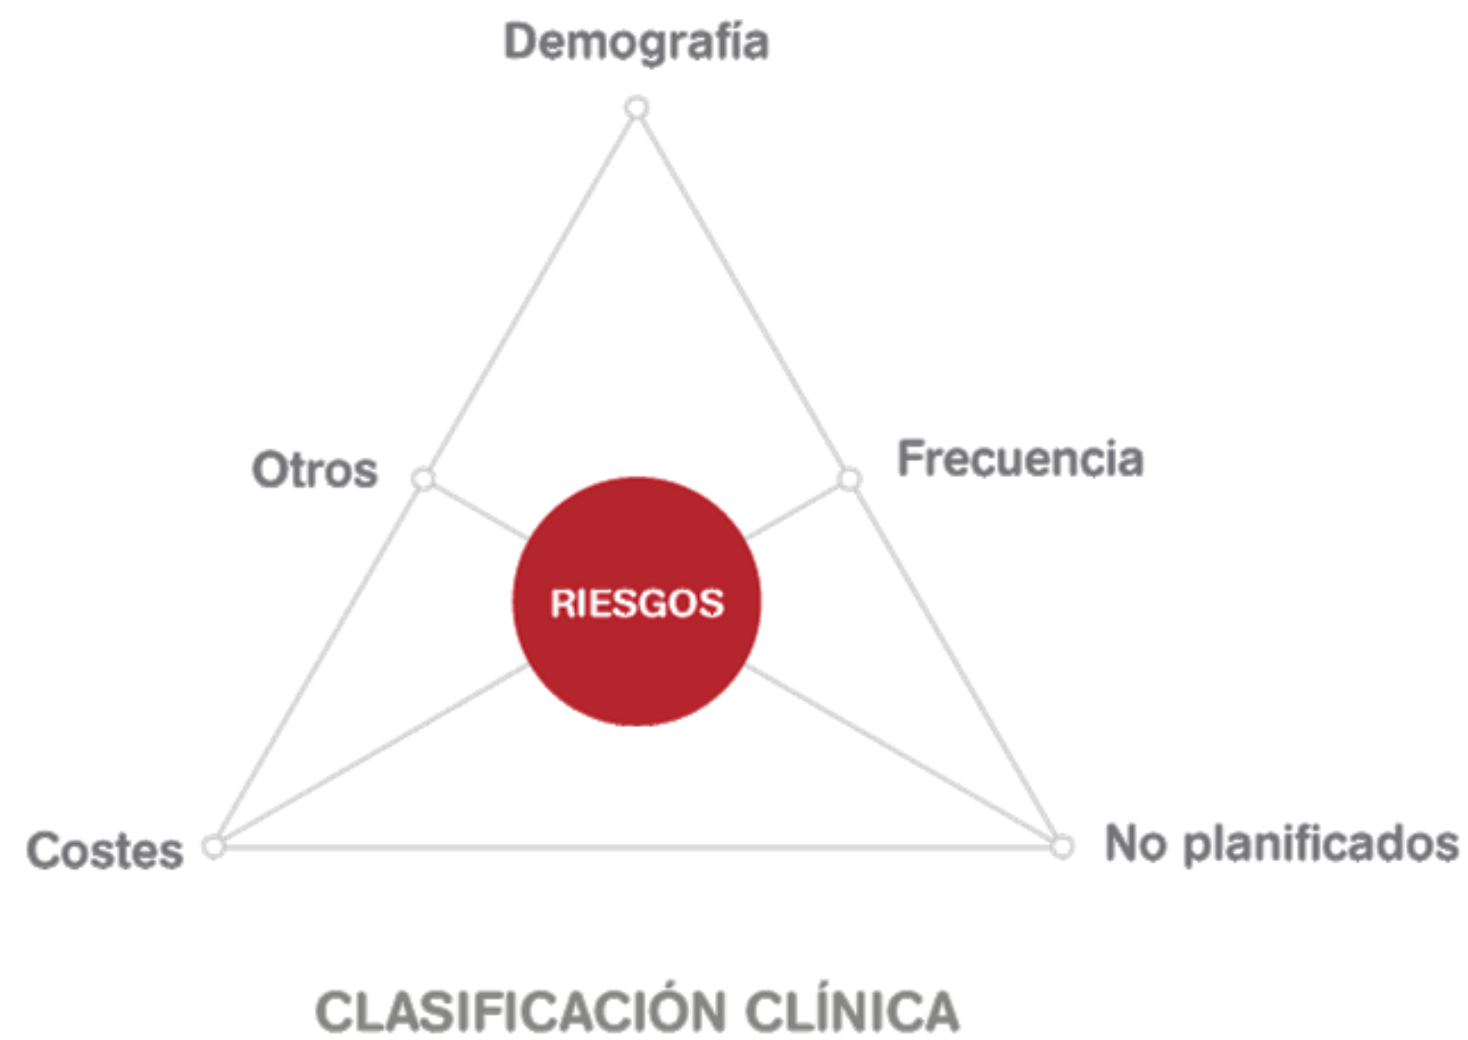 Demografía
Otros
Frecuencia
RIESGOS
Costes
No planificados
CLASIFICACIÓN CLÍNICA